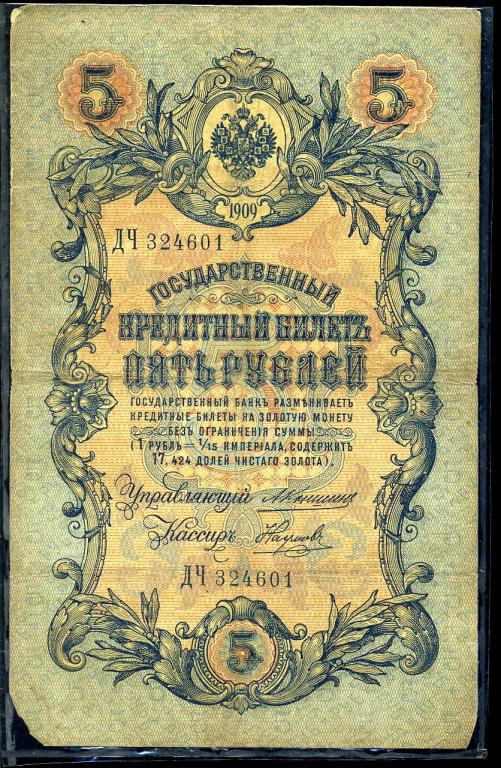 5 5
1909
ДЧ 324601
ГОСУДАРСТВЕННЫЙ
КРЕДИТНЫЙ БИЛЕТЪ
ПЯТЬ РУБЛЕЙ
ГОСУДАРСТВЕННЫЙ БАНКЪ РАЗМѢНИВАЕТЪ
КРЕДИТНЫЕ БИЛЕТЫ НА ЗОЛОТУЮ МОНЕТУ
БЕЗЪ ОГРАНИЧЕНІЯ СУММЫ
(1 РУБЛЬ = 1/15 ИМПЕРІАЛА, СОДЕРЖИТЪ
17,424 ДОЛЕЙ ЧИСТАГО ЗОЛОТА).
Управляющій
Кассиръ
ДЧ 324601
5